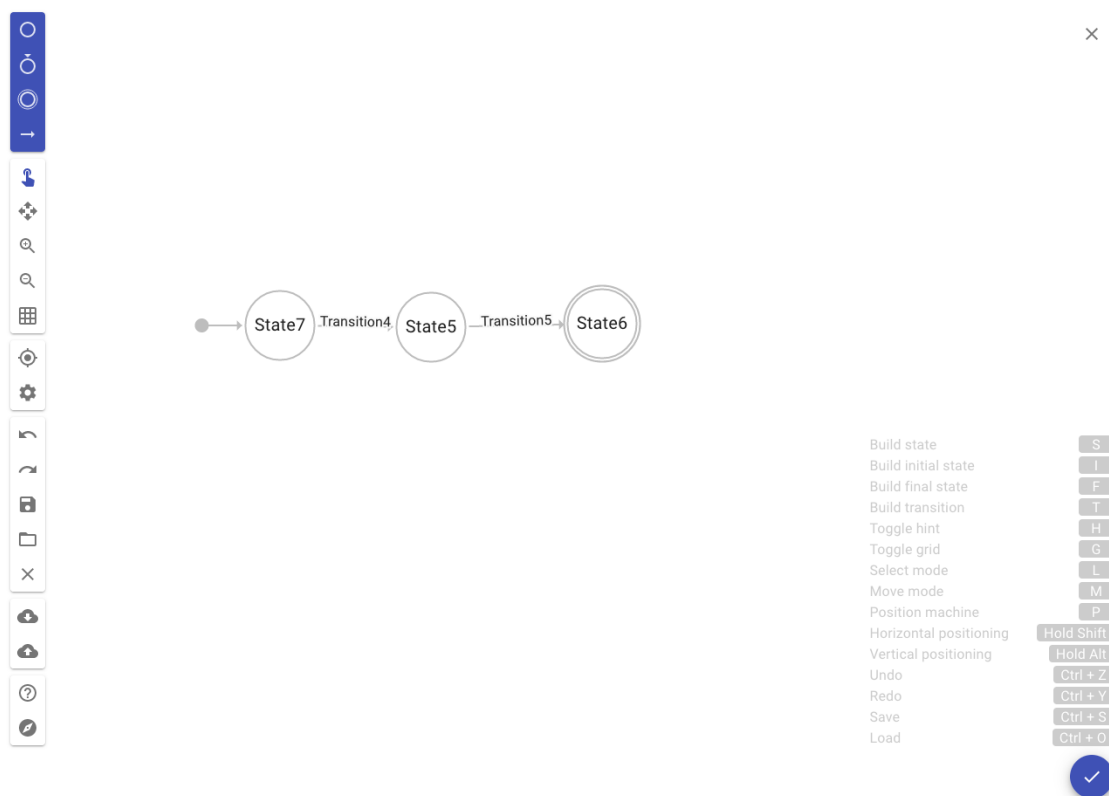 State7 Transition4 State5 Transition5 State6
Build state S
Build initial state I
Build final state F
Build transition T
Toggle hint H
Toggle grid G
Select mode L
Move mode M
Position machine P
Horizontal positioning Hold Shift
Vertical positioning Hold Alt
Undo Ctrl + Z
Redo Ctrl + Y
Save Ctrl + S
Load Ctrl + O